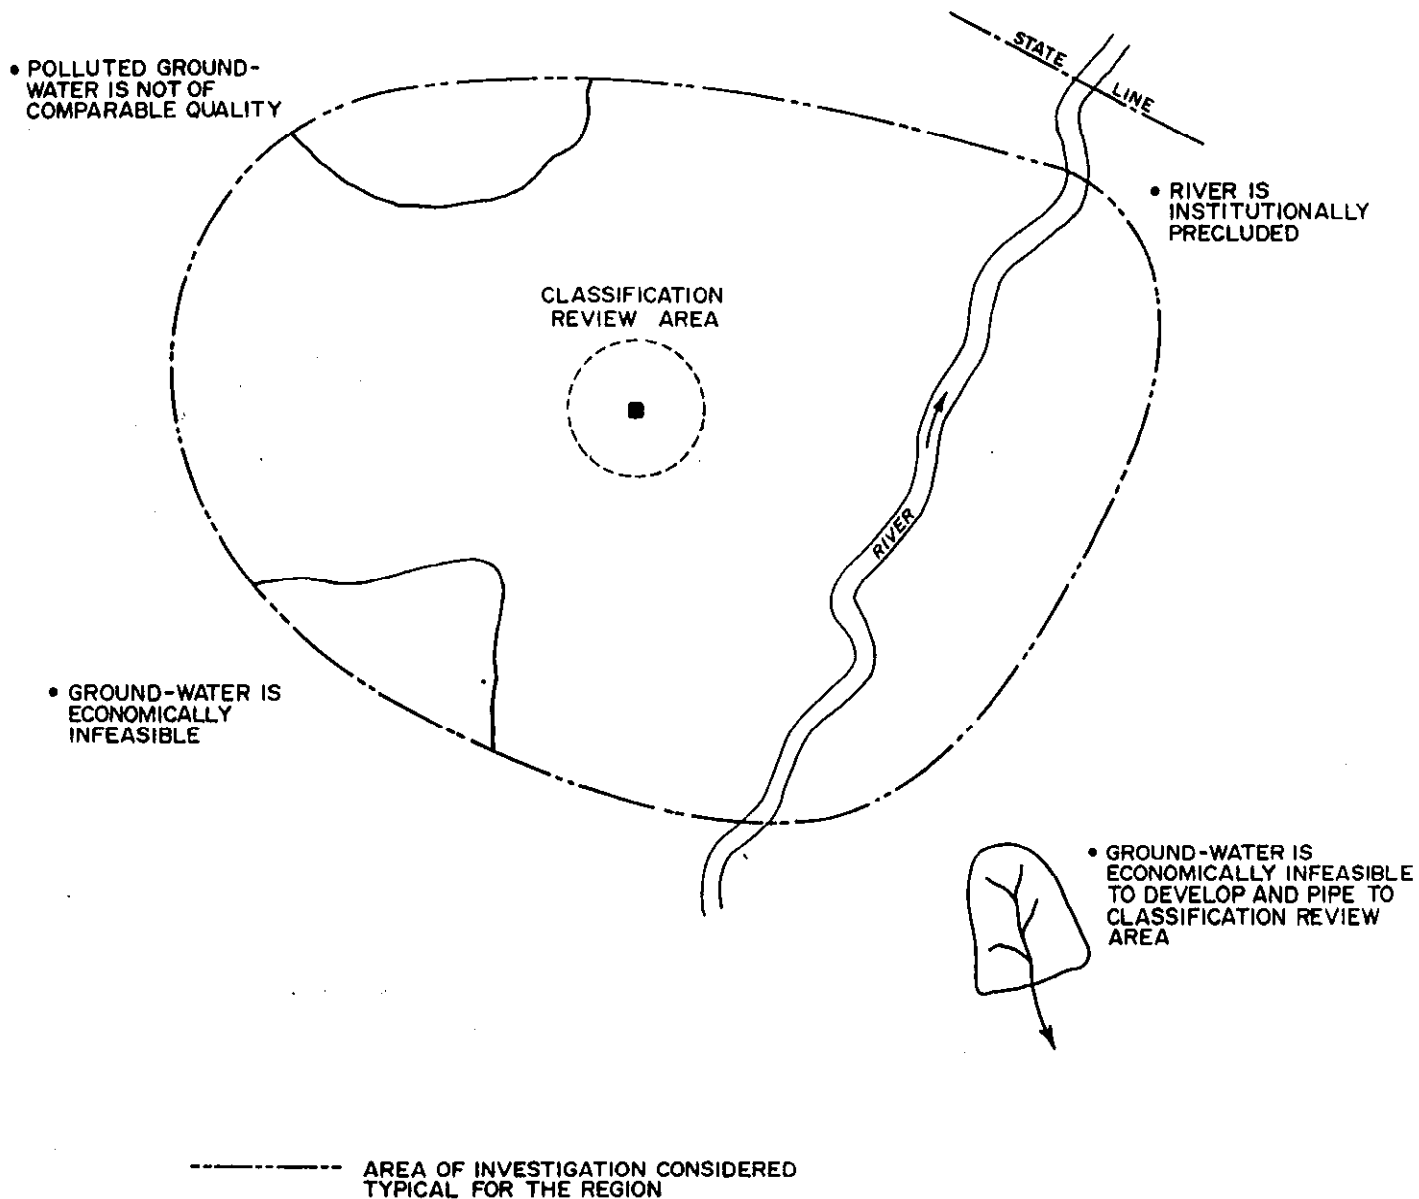 STATE
LINE
• POLLUTED GROUND-
WATER IS NOT OF
COMPARABLE QUALITY
• RIVER IS
INSTITUTIONALLY
PRECLUDED
CLASSIFICATION
REVIEW AREA
RIVER
• GROUND-WATER IS
ECONOMICALLY
INFEASIBLE
• GROUND-WATER IS
ECONOMICALLY INFEASIBLE
TO DEVELOP AND PIPE TO
CLASSIFICATION REVIEW
AREA
AREA OF INVESTIGATION CONSIDERED
TYPICAL FOR THE REGION